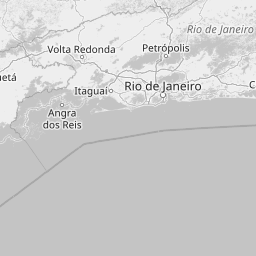 Rio de Janeiro
Volta Redonda
Petrópolis
Itaguaí
Rio de Janeiro
Angra
dos Reis